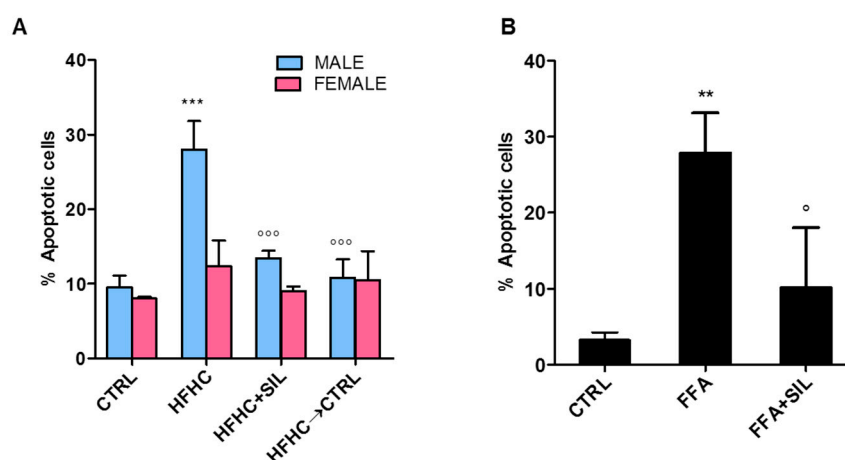 A
% Apoptotic cells
40
30
20
10
0
MALE
FEMALE
***
°°°
°°°
CTRL
HFHC
HFHC+SIL
HFHC→CTRL
B
% Apoptotic cells
40
30
20
10
0
**
°
CTRL
FFA
FFA+SIL